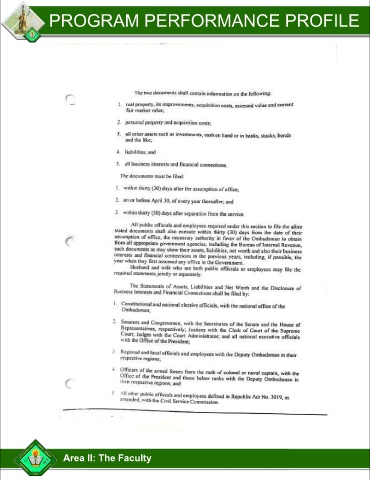 PROGRAM PERFORMANCE PROFILE
The two documents shall contain information on the following:
1. real property, its improvements, acquisition costs, assessed value and current
fair market value;
2. personal property and acquisition costs;
3. all other assets such as investments, cash on hand or in banks, stocks, bonds
and the like;
4. liabilities; and
5. all business interests and financial connections.
The documents must be filed:
1. within thirty (30) days after the assumption of office;
2. on or before April 30, of every year thereafter; and
3. within thirty (30) days after separation from the service.
All public officials and employees required under this section to file the afore
stated documents shall also execute within thirty (30) days from the date of their
assumption of office, the necessary authority in favor of the Ombudsman to obtain
from all appropriate government agencies, including the Bureau of Internal Revenue,
such documents as may show their assets, liabilities, net worth and also their business
interests and financial connections in the previous years, including, if possible, the
year when they first assumed any office in the Government.
Husband and wife who are both public officials or employees may file the
required statements jointly or separately.
The Statements of Assets, Liabilities and Net Worth and the Disclosure of
Business Interests and Financial Connections shall be filed by:
1. Constitutional and national elective officials, with the national office of the
Ombudsman;
2. Senators and Congressmen, with the Secretaries of the Senate and the House of
Representatives, respectively; Justices with the Clerk of Court of the Supreme
Court; Judges with the Court Administrator; and all national executive officials
with the Office of the President;
3. Regional and local officials and employees with the Deputy Ombudsman in their
respective regions;
4. Officers of the armed forces from the rank of colonel or naval captain, with the
Office of the President and those below ranks with the Deputy Ombudsman in
their respective regions; and
5. All other public officials and employees defined in Republic Act No. 3019, as
amended, with the Civil Service Commission.
Area II: The Faculty